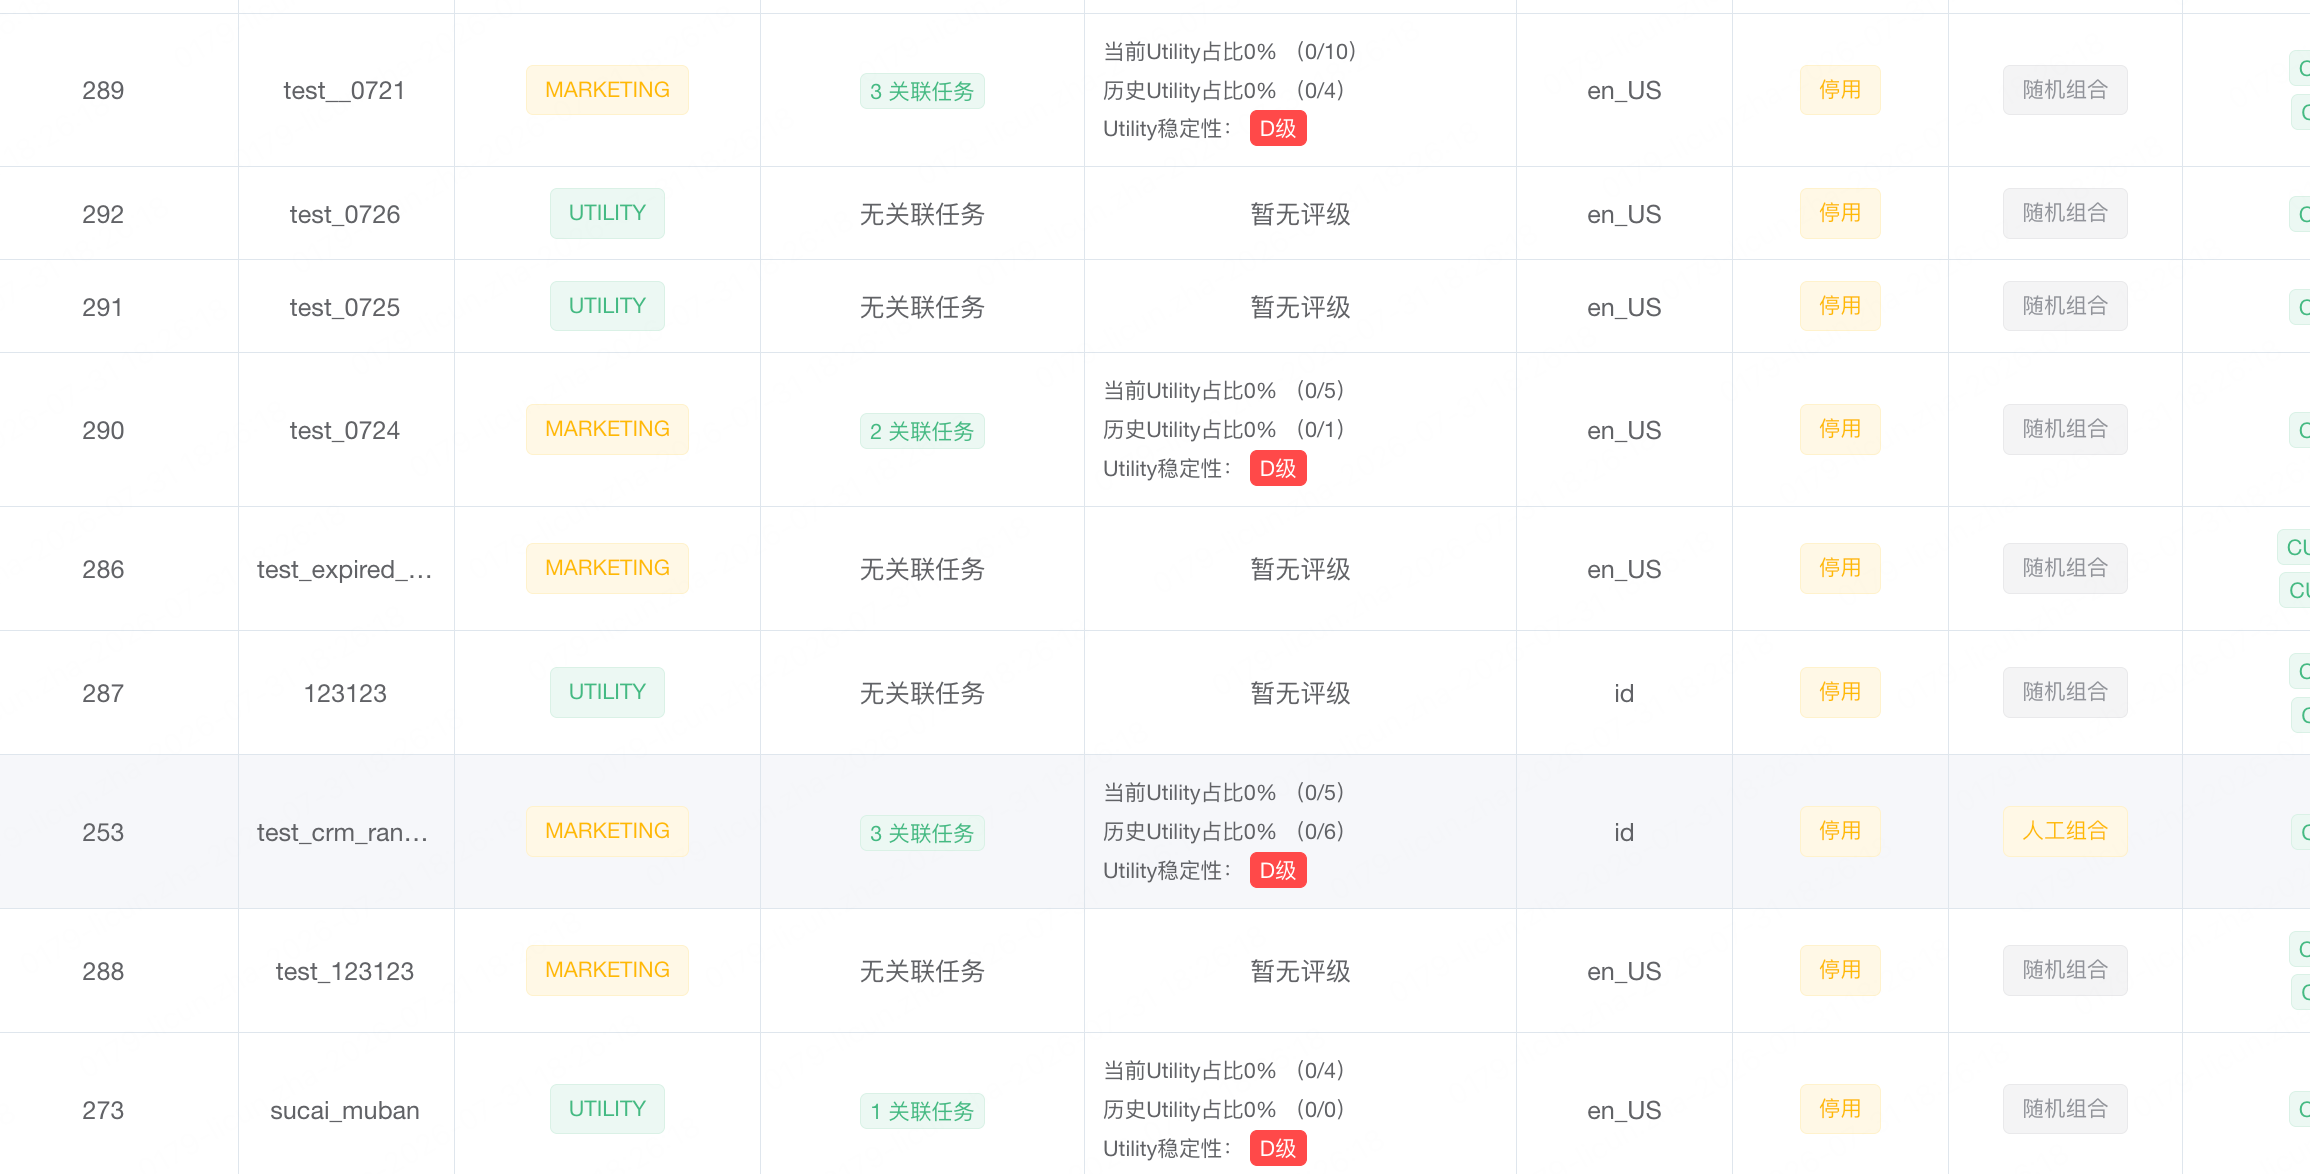 289
test__0721
MARKETING
3 关联任务
当前Utility占比0% （0/10）
历史Utility占比0% （0/4）
Utility稳定性： D级
en_US
停用
随机组合
292
test_0726
UTILITY
无关联任务
暂无评级
en_US
停用
随机组合
291
test_0725
UTILITY
无关联任务
暂无评级
en_US
停用
随机组合
290
test_0724
MARKETING
2 关联任务
当前Utility占比0% （0/5）
历史Utility占比0% （0/1）
Utility稳定性： D级
en_US
停用
随机组合
286
test_expired_...
MARKETING
无关联任务
暂无评级
en_US
停用
随机组合
287
123123
UTILITY
无关联任务
暂无评级
id
停用
随机组合
253
test_crm_ran...
MARKETING
3 关联任务
当前Utility占比0% （0/5）
历史Utility占比0% （0/6）
Utility稳定性： D级
id
停用
人工组合
288
test_123123
MARKETING
无关联任务
暂无评级
en_US
停用
随机组合
273
sucai_muban
UTILITY
1 关联任务
当前Utility占比0% （0/4）
历史Utility占比0% （0/0）
Utility稳定性： D级
en_US
停用
随机组合